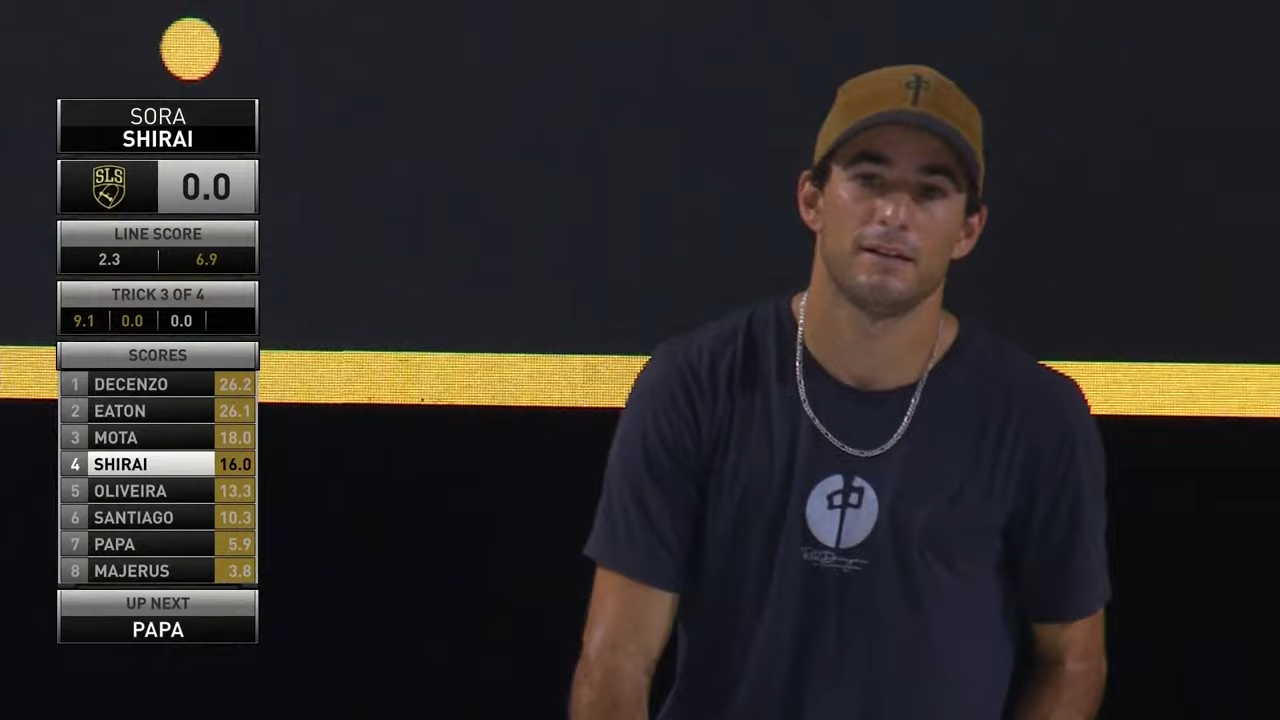 SORA
SHIRAI
SLS
0.0
LINE SCORE
2.3 6.9
TRICK 3 OF 4
9.1 0.0 0.0
SCORES
1 DECENZO 26.2
2 EATON 26.1
3 MOTA 18.0
4 SHIRAI 16.0
5 OLIVEIRA 13.3
6 SANTIAGO 10.3
7 PAPA 5.9
8 MAJERUS 3.8
UP NEXT
PAPA